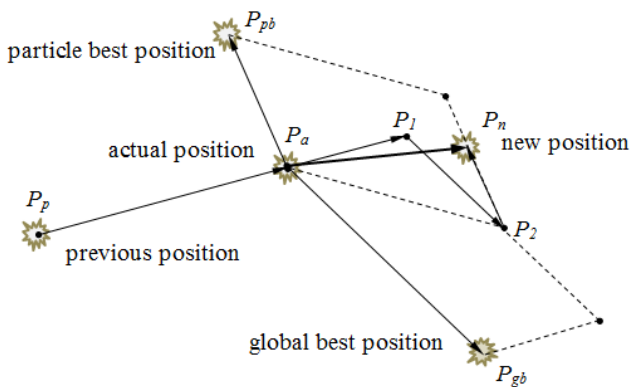 P_pb
particle best position
P_1
P_n
P_a
actual position
new position
P_p
P_2
previous position
global best position
P_gb